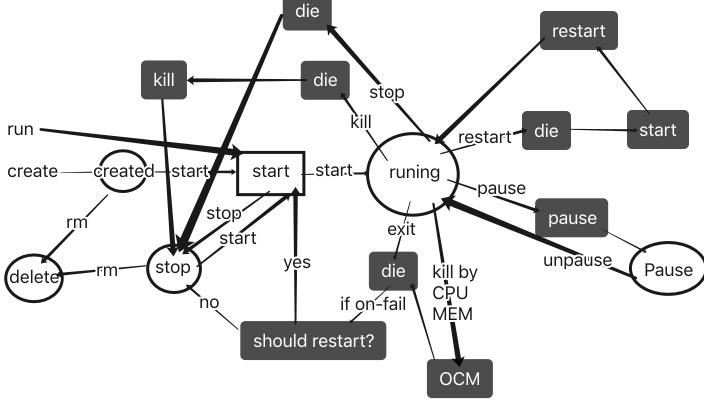 die
restart
kill
die
stop
run
kill
restart
die
start
create
created
start
start
start
runing
pause
stop
pause
rm
start
exit
unpause
delete
rm
stop
yes
die
kill by
CPU
MEM
Pause
no
if on-fail
should restart?
OCM